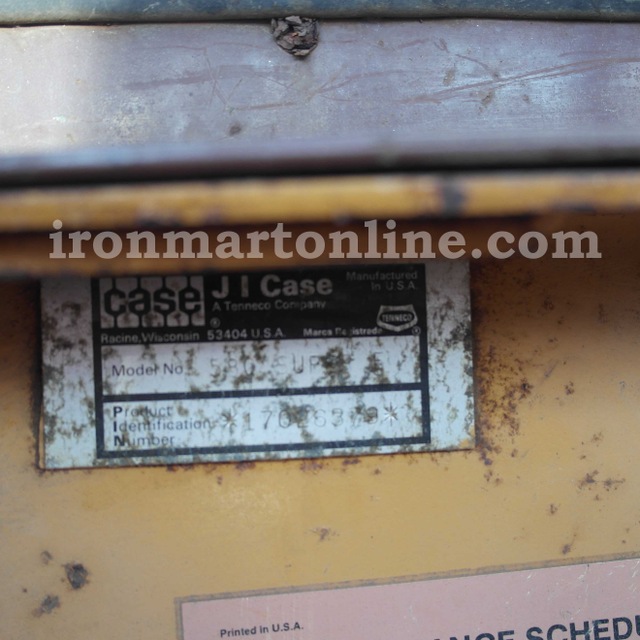 ironmartonline.com
case J I Case Manufactured in U.S.A.
A Tenneco Company
TENNECO
Racine, Wisconsin 53404 U.S.A. Marca Registrada
Model No.
Product
Identification
Number
Printed in U.S.A.